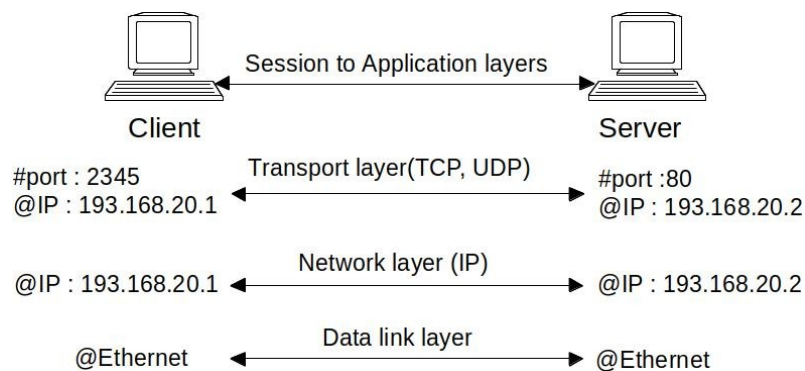 Session to Application layers
Client
Server
Transport layer(TCP, UDP)
#port : 2345
@IP : 193.168.20.1
#port :80
@IP : 193.168.20.2
Network layer (IP)
@IP : 193.168.20.1
@IP : 193.168.20.2
Data link layer
@Ethernet
@Ethernet